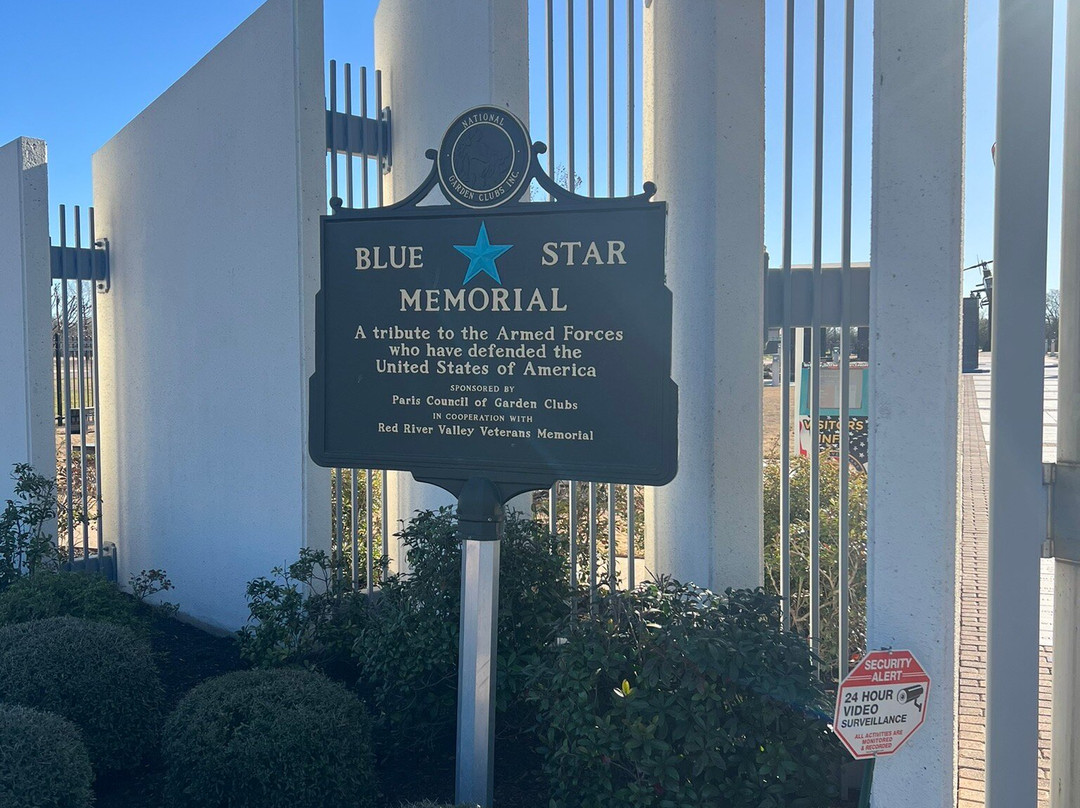 NATIONAL
GARDEN CLUBS INC.
BLUE STAR
MEMORIAL
A tribute to the Armed Forces
who have defended the
United States of America
SPONSORED BY
Paris Council of Garden Clubs
IN COOPERATION WITH
Red River Valley Veterans Memorial
VISITORS
INFO
SECURITY
ALERT
24 HOUR
VIDEO
SURVEILLANCE
ALL ACTIVITIES ARE
MONITORED
& RECORDED